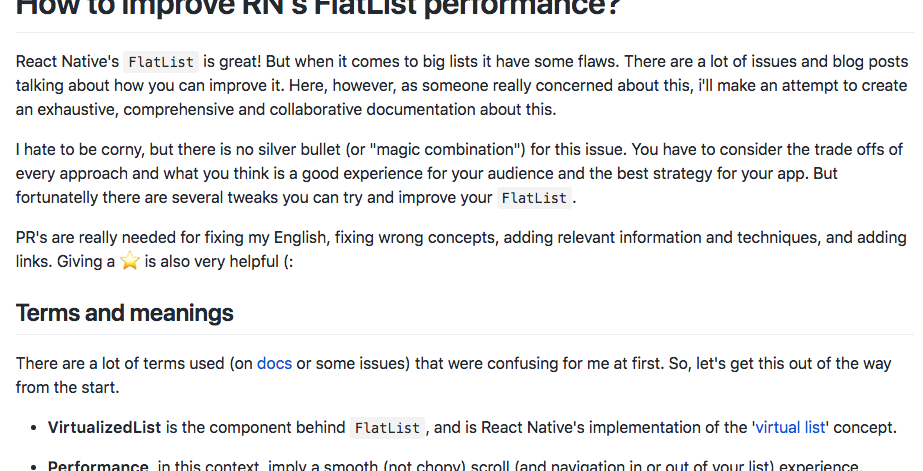 How to improve RN's FlatList performance?
React Native's FlatList is great! But when it comes to big lists it have some flaws. There are a lot of issues and blog posts
talking about how you can improve it. Here, however, as someone really concerned about this, i'll make an attempt to create
an exhaustive, comprehensive and collaborative documentation about this.
I hate to be corny, but there is no silver bullet (or "magic combination") for this issue. You have to consider the trade offs of
every approach and what you think is a good experience for your audience and the best strategy for your app. But
fortunatelly there are several tweaks you can try and improve your FlatList.
PR's are really needed for fixing my English, fixing wrong concepts, adding relevant information and techniques, and adding
links. Giving a ⭐ is also very helpful (:
Terms and meanings
There are a lot of terms used (on docs or some issues) that were confusing for me at first. So, let's get this out of the way
from the start.
• VirtualizedList is the component behind FlatList, and is React Native's implementation of the 'virtual list' concept.
• Performance, in this context, imply a smooth (not chopy) scroll (and navigation in or out of your list) experience.